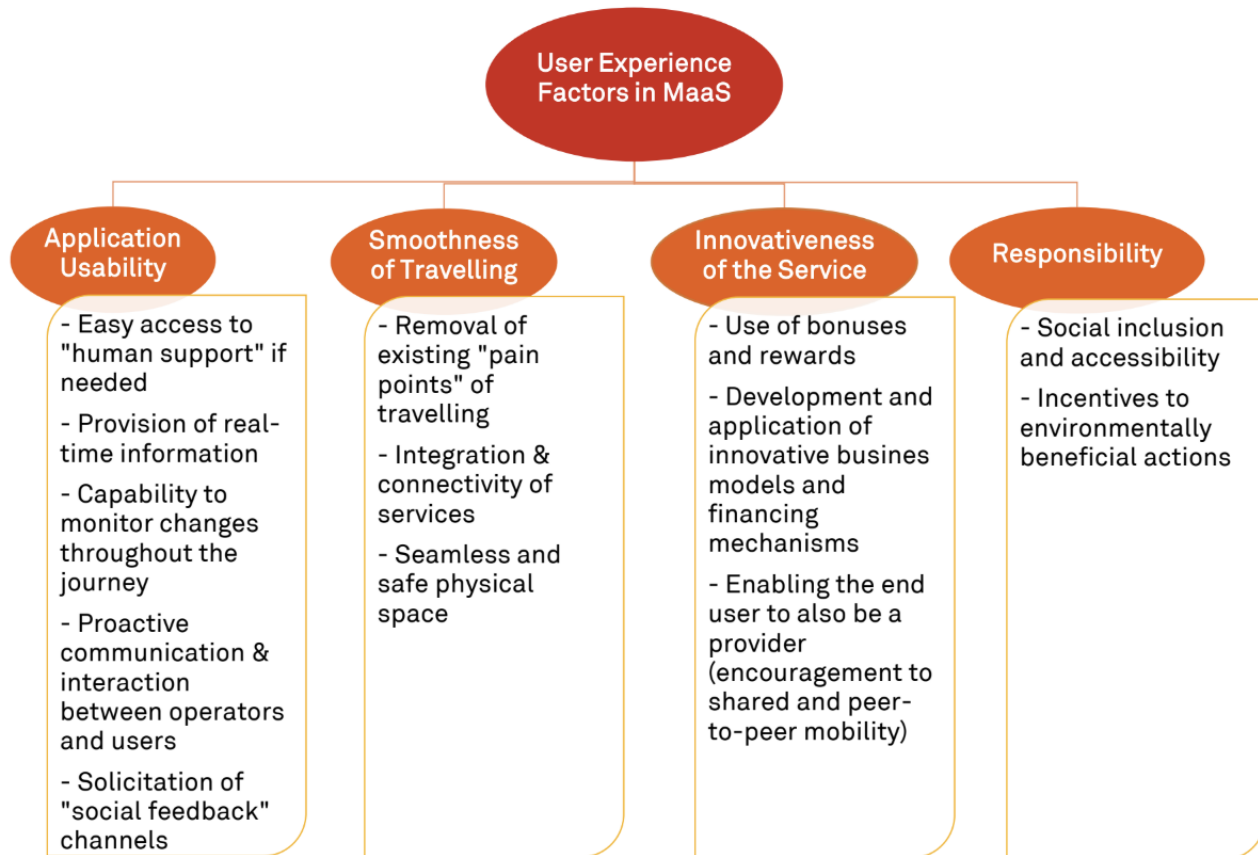 User Experience
Factors in MaaS
Application
Usability
- Easy access to
"human support" if
needed
- Provision of real-
time information
- Capability to
monitor changes
throughout the
journey
- Proactive
communication &
interaction
between operators
and users
- Solicitation of
"social feedback"
channels
Smoothness
of Travelling
- Removal of
existing "pain
points" of
travelling
- Integration &
connectivity of
services
- Seamless and
safe physical
space
Innovativeness
of the Service
- Use of bonuses
and rewards
- Development and
application of
innovative busines
models and
financing
mechanisms
- Enabling the end
user to also be a
provider
(encouragement to
shared and peer-
to-peer mobility)
Responsibility
- Social inclusion
and accessibility
- Incentives to
environmentally
beneficial actions